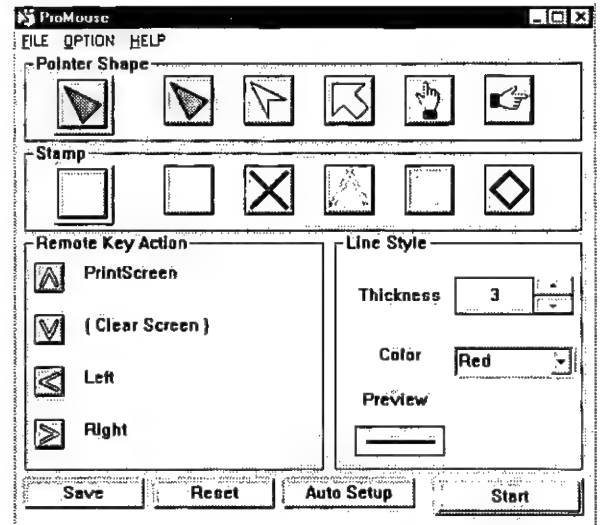 ProMouse
FILE OPTION HELP
Pointer Shape
Stamp
Remote Key Action
PrintScreen
( Clear Screen )
Left
Right
Line Style
Thickness 3
Color Red
Preview
Save Reset Auto Setup Start